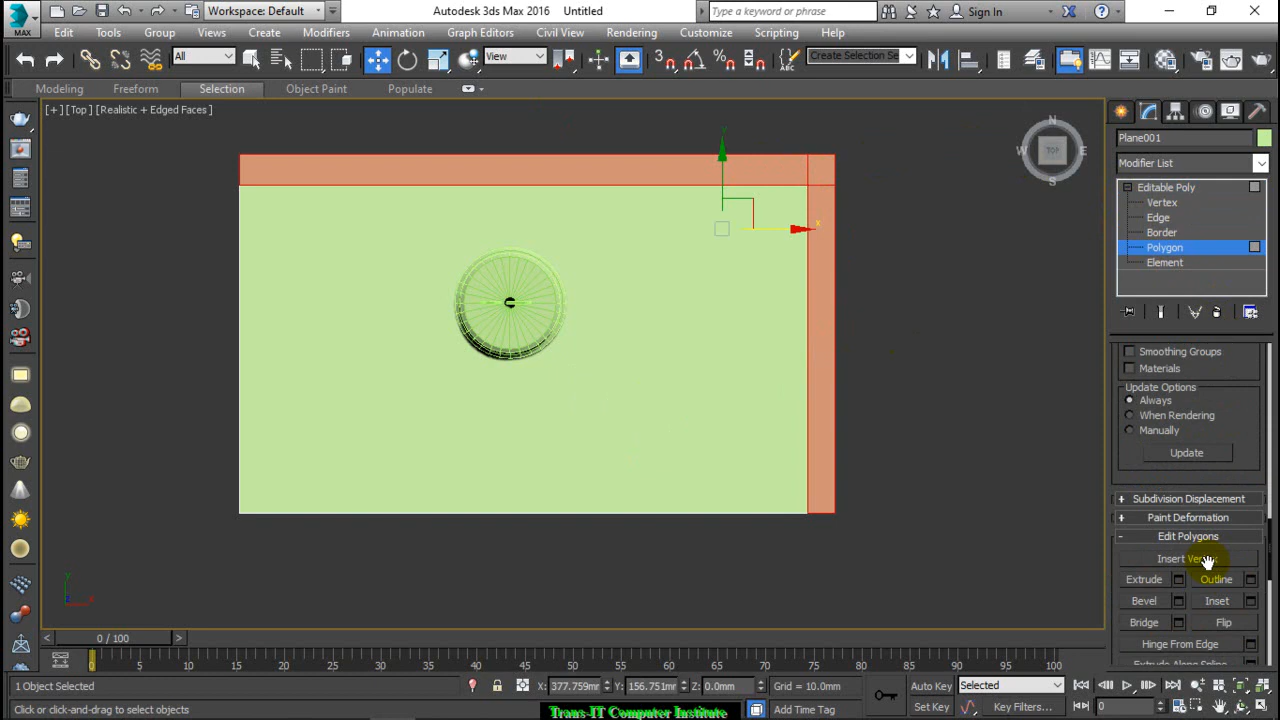 MAX
Workspace: Default
Autodesk 3ds Max 2016 Untitled
Type a keyword or phrase
Sign In
Edit Tools Group Views Create Modifiers Animation Graph Editors Civil View Rendering Customize Scripting Help
All View Create Selection Se
Modeling Freeform Selection Object Paint Populate
[+] [Top] [Realistic + Edged Faces ]
N
W TOP E
S
y
x
Plane001
Modifier List
Editable Poly
Vertex
Edge
Border
Polygon
Element
Smoothing Groups
Materials
Update Options
Always
When Rendering
Manually
Update
+ Subdivision Displacement
+ Paint Deformation
- Edit Polygons
Insert
Extrude Outline
Bevel Inset
Bridge Flip
Hinge From Edge
Extrude Along Spline
0 / 100
0 5 10 15 20 25 30 35 40 45 50 55 60 65 70 75 80 85 90 95 100
1 Object Selected X: 377.759mm Y: 156.751mm Z: 0.0mm Grid = 10.0mm Auto Key Selected
Click or click-and-drag to select objects Add Time Tag Set Key Key Filters... 0
Trans-IT Computer Institute